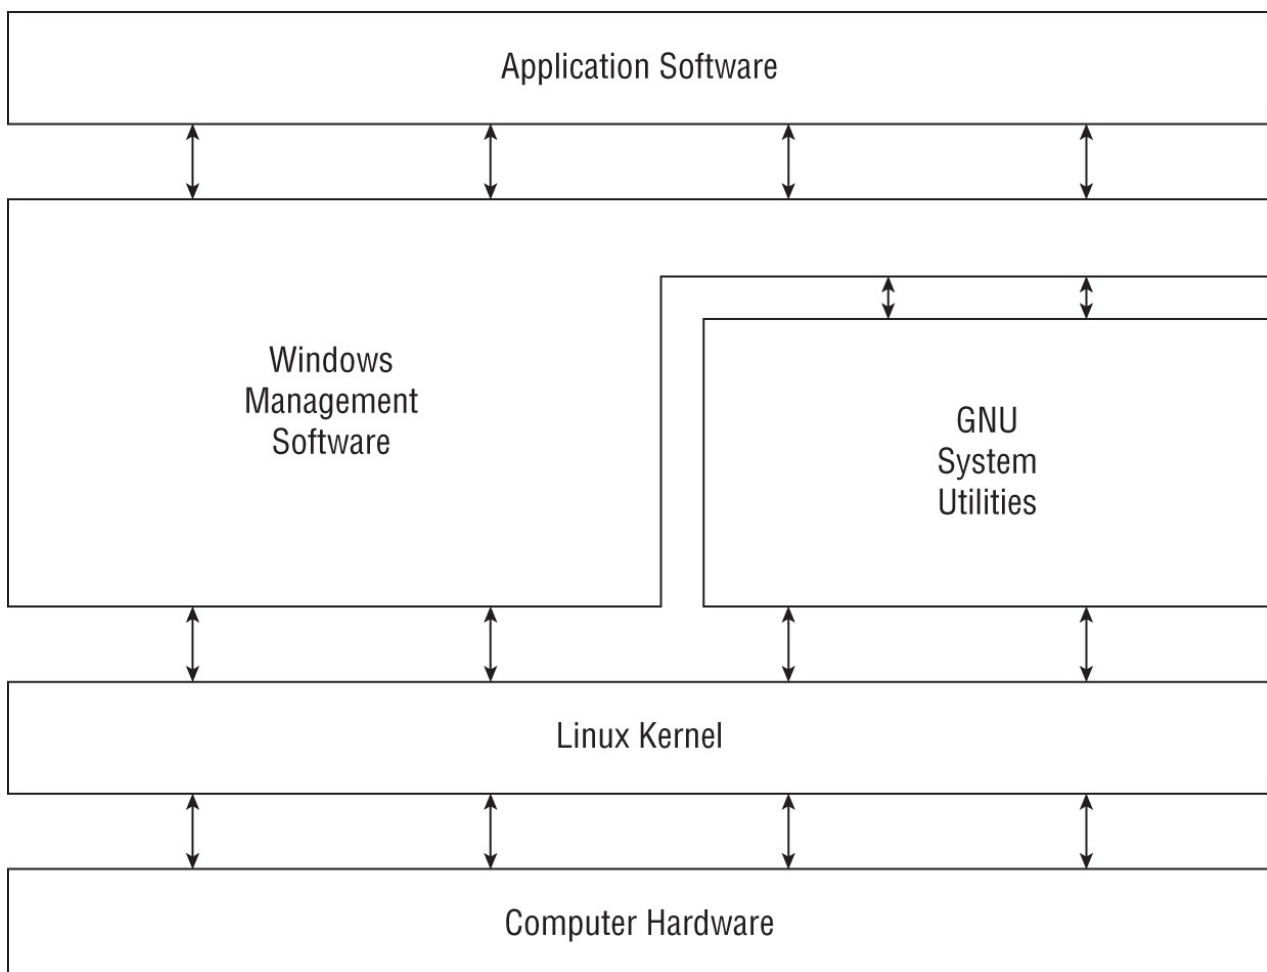 Application Software
Windows
Management
Software
GNU
System
Utilities
Linux Kernel
Computer Hardware